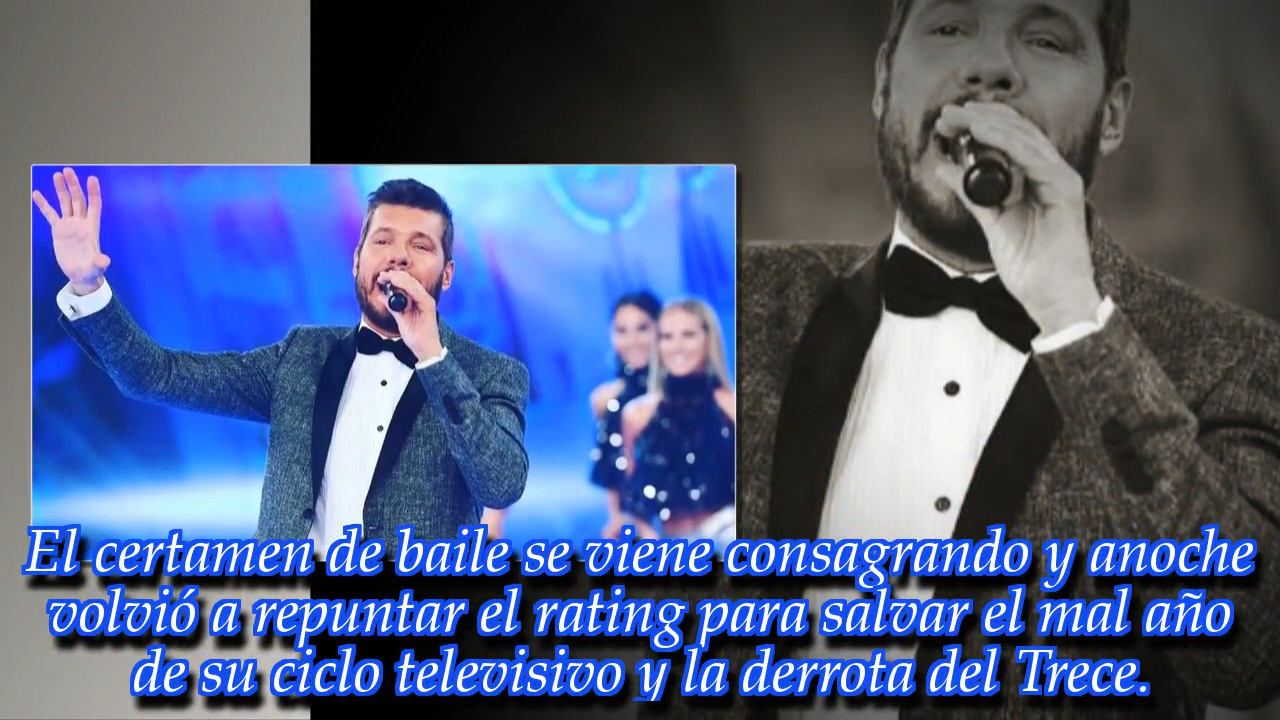 El certamen de baile se viene consagrando y anoche
volvió a repuntar el rating para salvar el mal año
de su ciclo televisivo y la derrota del Trece.